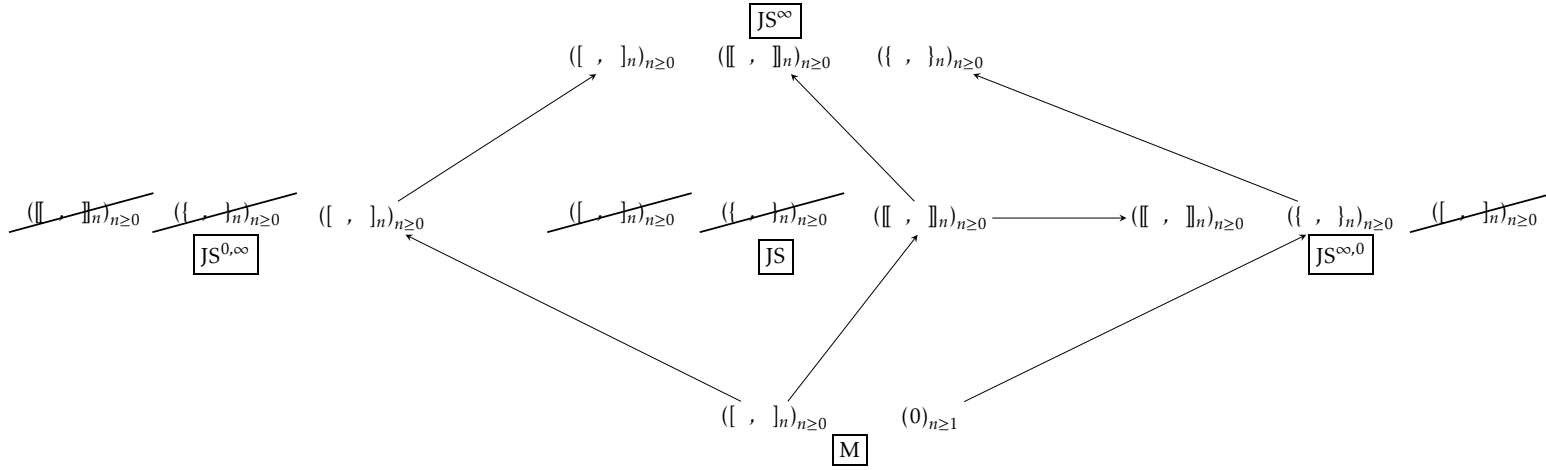 JS^∞
([ , ]_n)_{n≥0} (⟦ , ⟧_n)_{n≥0} ({ , }_n)_{n≥0}
(⟦ , ⟧_n)_{n≥0} ({ , }_n)_{n≥0} ([ , ]_n)_{n≥0} ([ , ]_n)_{n≥0} ({ , }_n)_{n≥0} (⟦ , ⟧_n)_{n≥0} (⟦ , ⟧_n)_{n≥0} ({ , }_n)_{n≥0} ([ , ]_n)_{n≥0}
JS^{0,∞} JS JS^{∞,0}
([ , ]_n)_{n≥0} (0)_{n≥1}
M